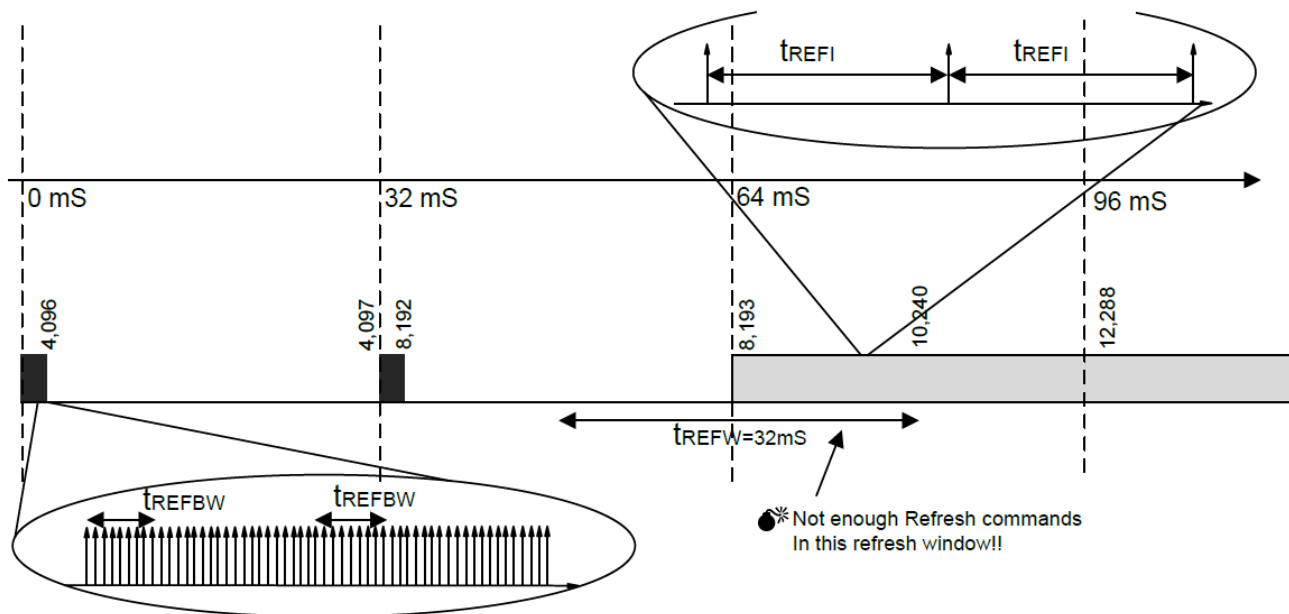 tREFI
tREFI
0 mS
32 mS
64 mS
96 mS
4,096
4,097
8,192
8,193
10,240
12,288
tREFW=32mS
tREFBW
tREFBW
Not enough Refresh commands
In this refresh window!!